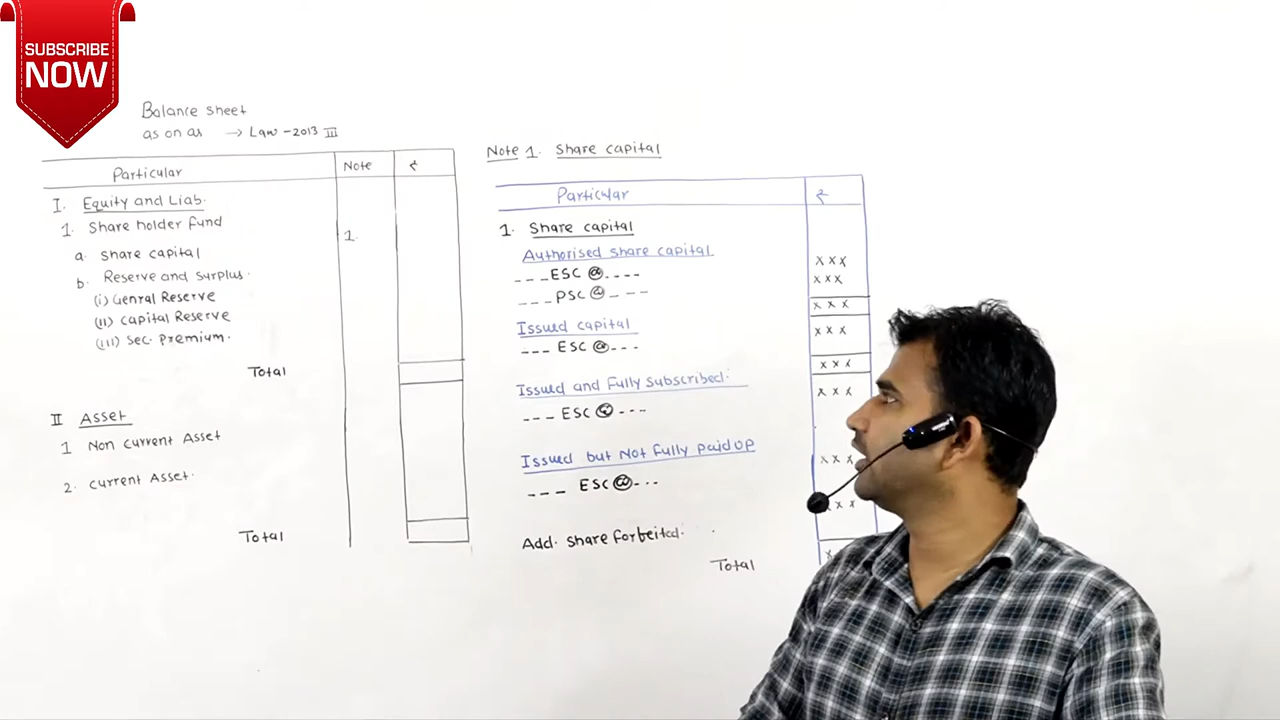 SUBSCRIBE
NOW
Balance sheet
as on as → Law-2013 III
Particular Note ₹
I. Equity and Liab.
1. Share holder fund
1.
a. share capital
b. Reserve and surplus.
(i) Genral Reserve
(II) capital Reserve
(III) Sec. Premium.
Total
II Asset
1 Non current Asset
2. current Asset.
Total
Note 1. Share capital
Particular ₹
1. Share capital
Authorised share capital
---ESC @---- xxx
---PSC @---- xxx
xxx
Issued capital xxx
--- ESC @---
xxx
Issued and Fully Subscribed. xxx
--- ESC @ ---
Issued but Not fully paid up xxx
--- ESC @--- xxx
Add. share forbeited.
Total